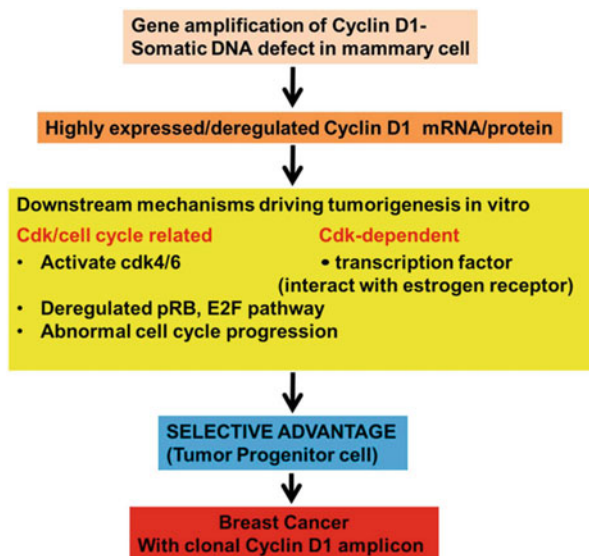 Gene amplification of Cyclin D1-
Somatic DNA defect in mammary cell
Highly expressed/deregulated Cyclin D1 mRNA/protein
Downstream mechanisms driving tumorigenesis in vitro
Cdk/cell cycle related
• Activate cdk4/6
Cdk-dependent
• transcription factor
(interact with estrogen receptor)
• Deregulated pRB, E2F pathway
• Abnormal cell cycle progression
SELECTIVE ADVANTAGE
(Tumor Progenitor cell)
Breast Cancer
With clonal Cyclin D1 amplicon